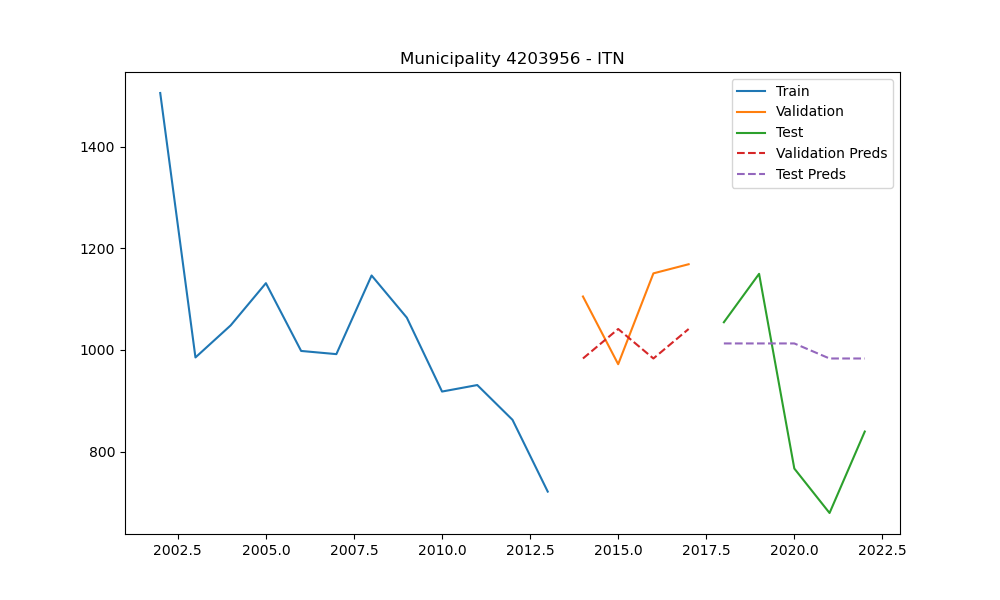 Municipality 4203956 - ITN
Train
Validation
Test
Validation Preds
Test Preds
1400
1200
1000
800
2002.5 2005.0 2007.5 2010.0 2012.5 2015.0 2017.5 2020.0 2022.5